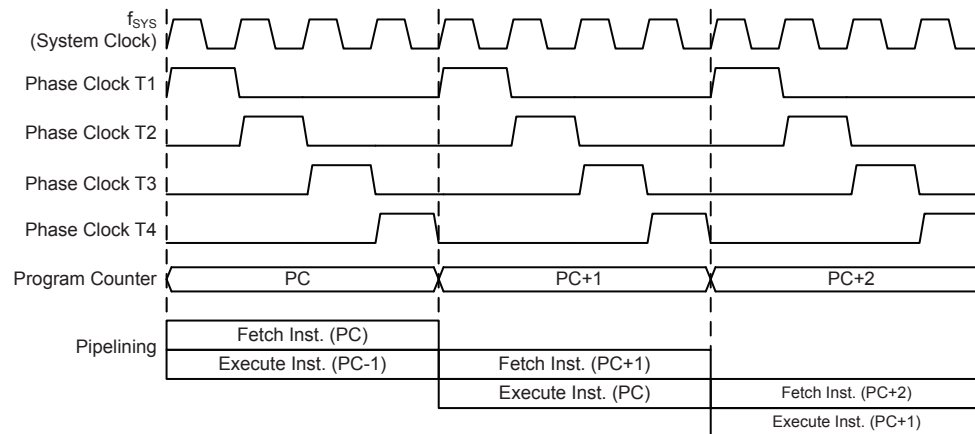 fSYS
(System Clock)
Phase Clock T1
Phase Clock T2
Phase Clock T3
Phase Clock T4
Program Counter PC PC+1 PC+2
Pipelining
Fetch Inst. (PC)
Execute Inst. (PC-1) Fetch Inst. (PC+1)
Execute Inst. (PC) Fetch Inst. (PC+2)
Execute Inst. (PC+1)